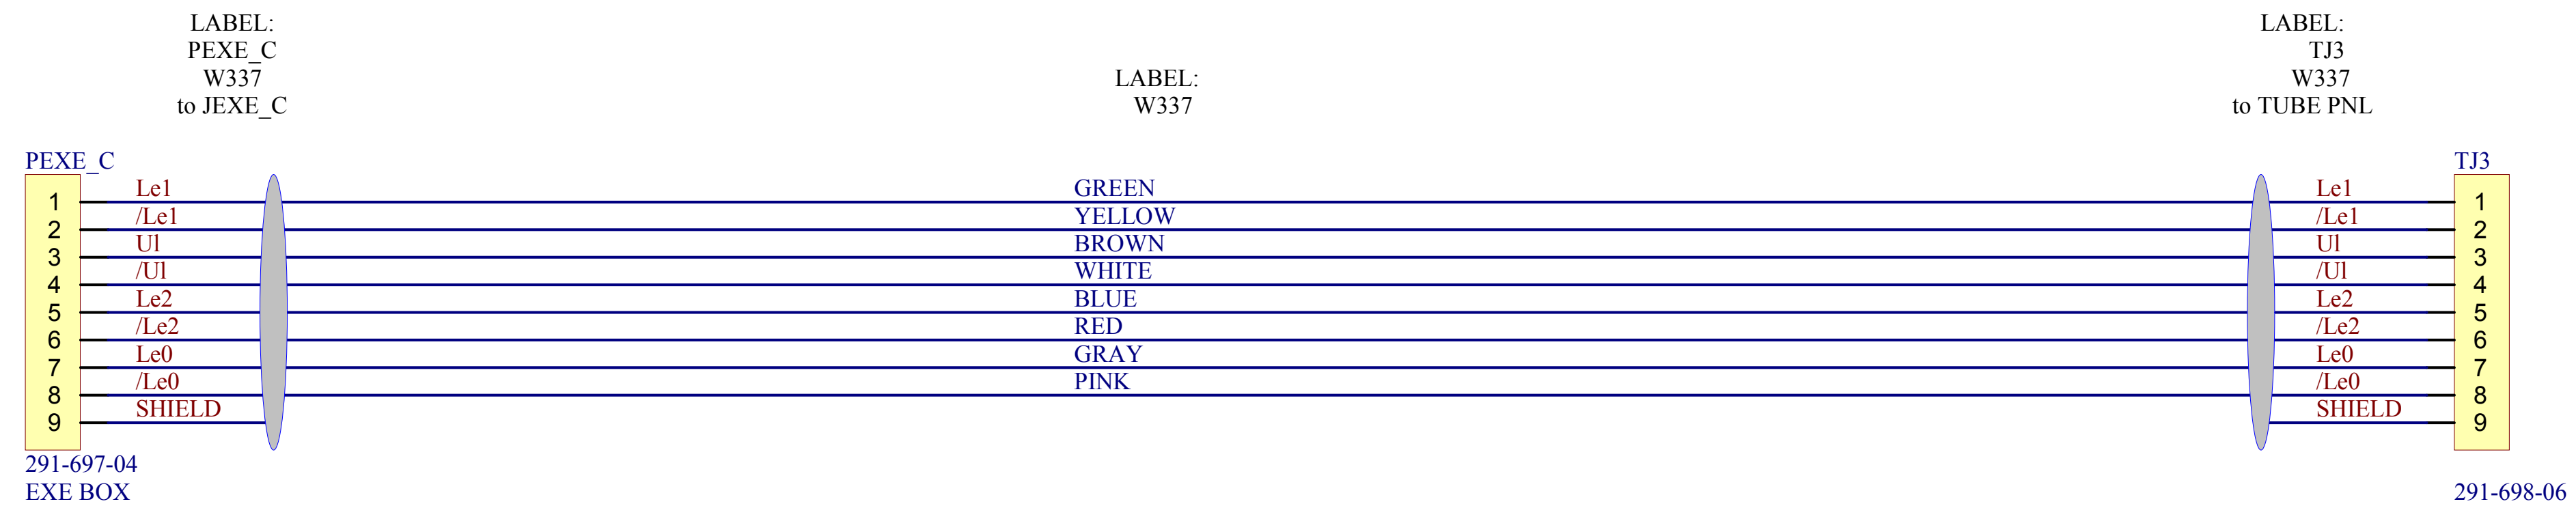 LABEL:
PEXE_C
W337
to JEXE_C
LABEL:
W337
LABEL:
TJ3
W337
to TUBE PNL
PEXE_C
TJ3
1 Le1 GREEN Le1 1
2 /Le1 YELLOW /Le1 2
3 Ul BROWN Ul 3
4 /Ul WHITE /Ul 4
5 Le2 BLUE Le2 5
6 /Le2 RED /Le2 6
7 Le0 GRAY Le0 7
8 /Le0 PINK /Le0 8
9 SHIELD SHIELD 9
291-697-04
EXE BOX
291-698-06